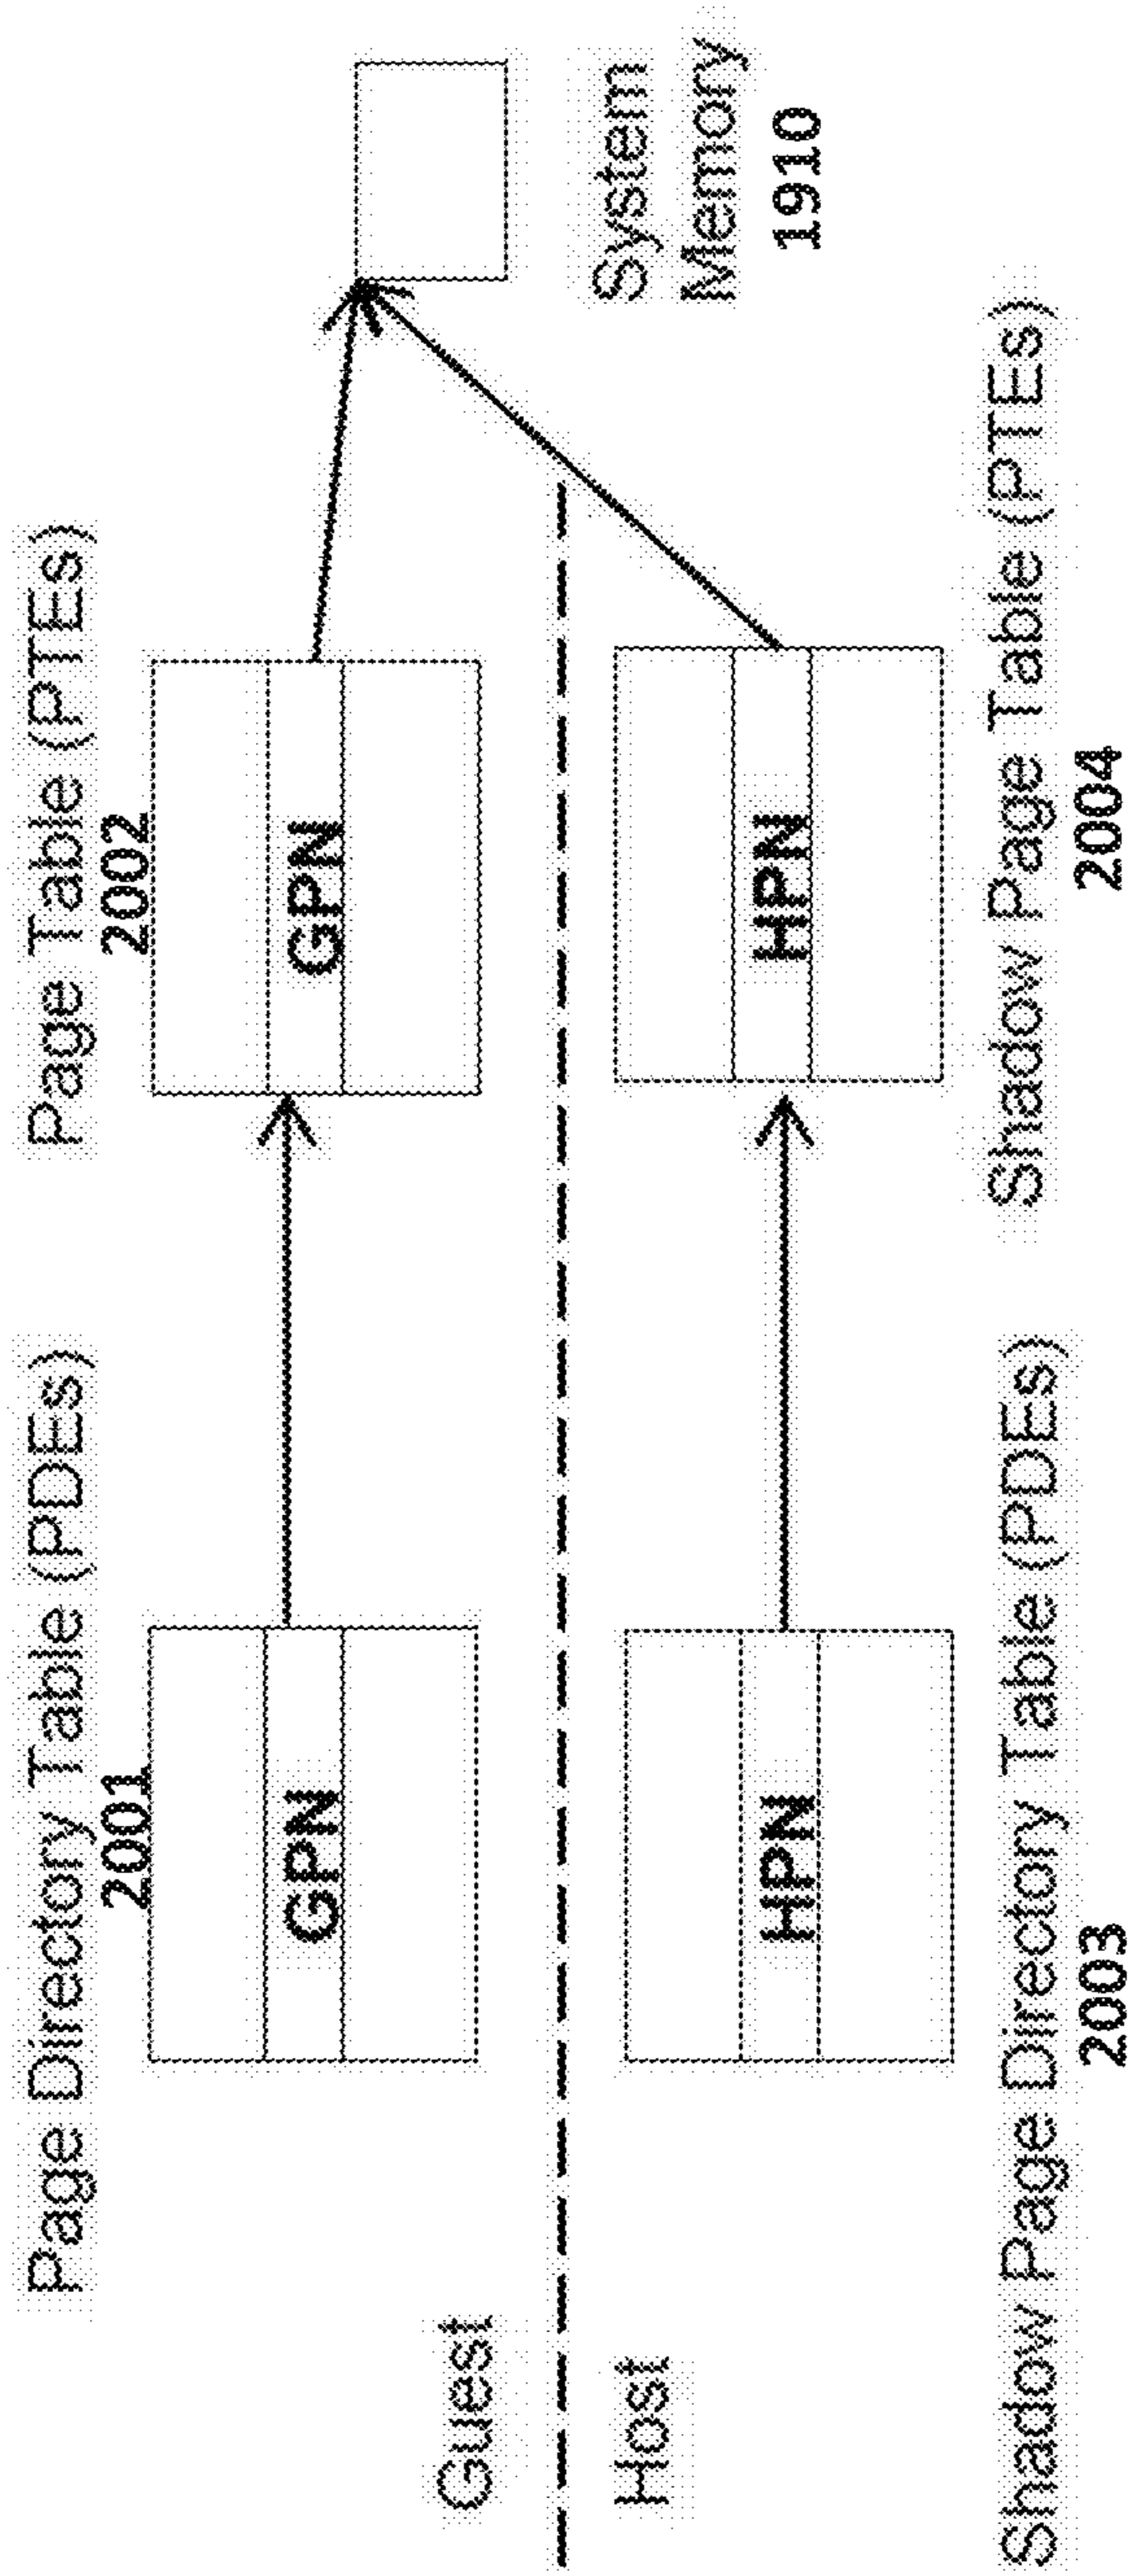 Page Directory Table (PDEs)
2001
Page Table (PTEs)
2002
GPN
GPN
Guest
Host
System
Memory
1910
HPN
HPN
Shadow Page Directory Table (PDEs)
2003
Shadow Page Table (PTEs)
2004